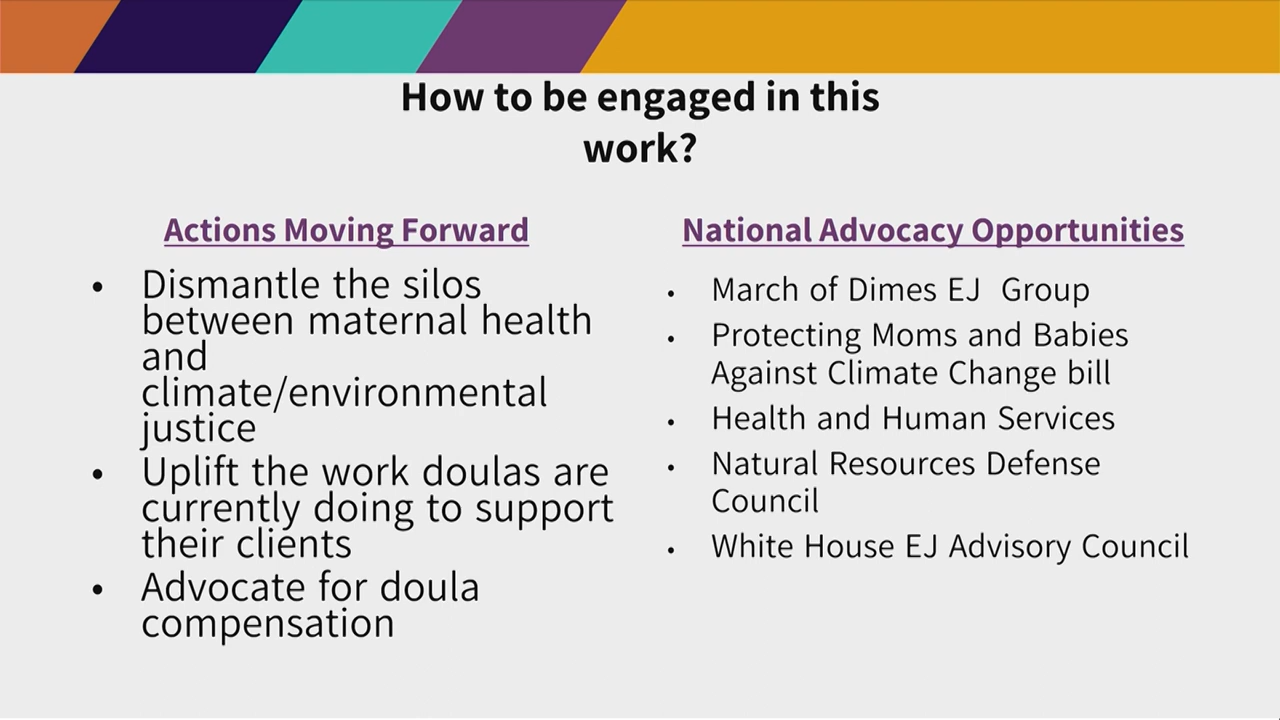 How to be engaged in this
work?
Actions Moving Forward
• Dismantle the silos
between maternal health
and
climate/environmental
justice
• Uplift the work doulas are
currently doing to support
their clients
• Advocate for doula
compensation
National Advocacy Opportunities
• March of Dimes EJ  Group
• Protecting Moms and Babies
Against Climate Change bill
• Health and Human Services
• Natural Resources Defense
Council
• White House EJ Advisory Council